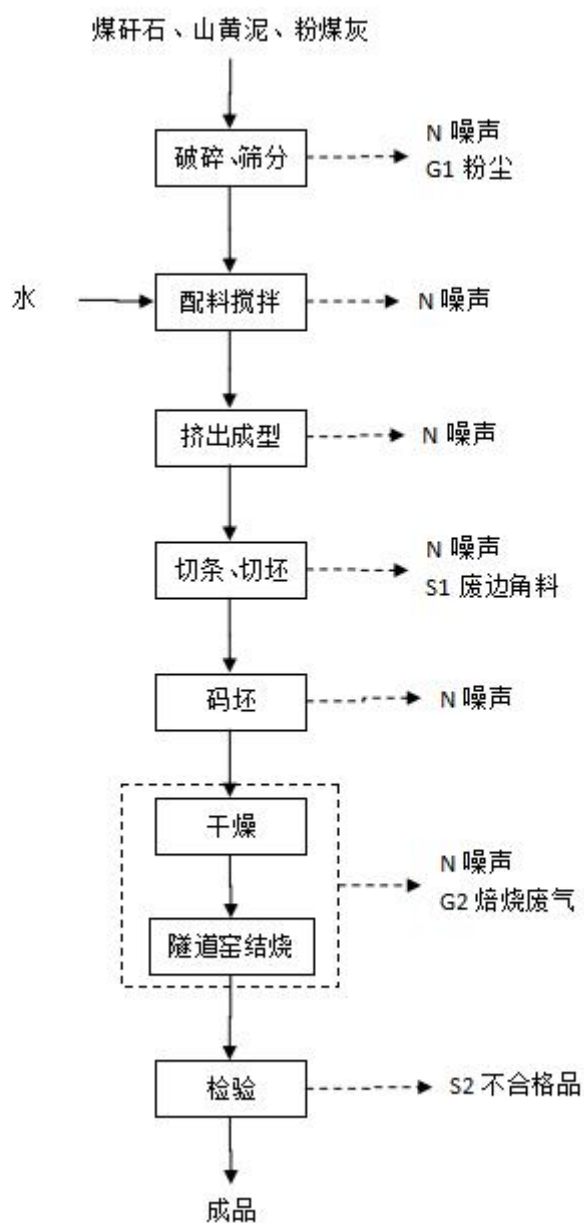 煤矸石、山黄泥、粉煤灰
破碎、筛分
N 噪声
G1 粉尘
水
配料搅拌
N 噪声
挤出成型
N 噪声
切条、切坯
N 噪声
S1 废边角料
码坯
N 噪声
干燥
N 噪声
G2 焙烧废气
隧道窑结烧
检验
S2 不合格品
成品